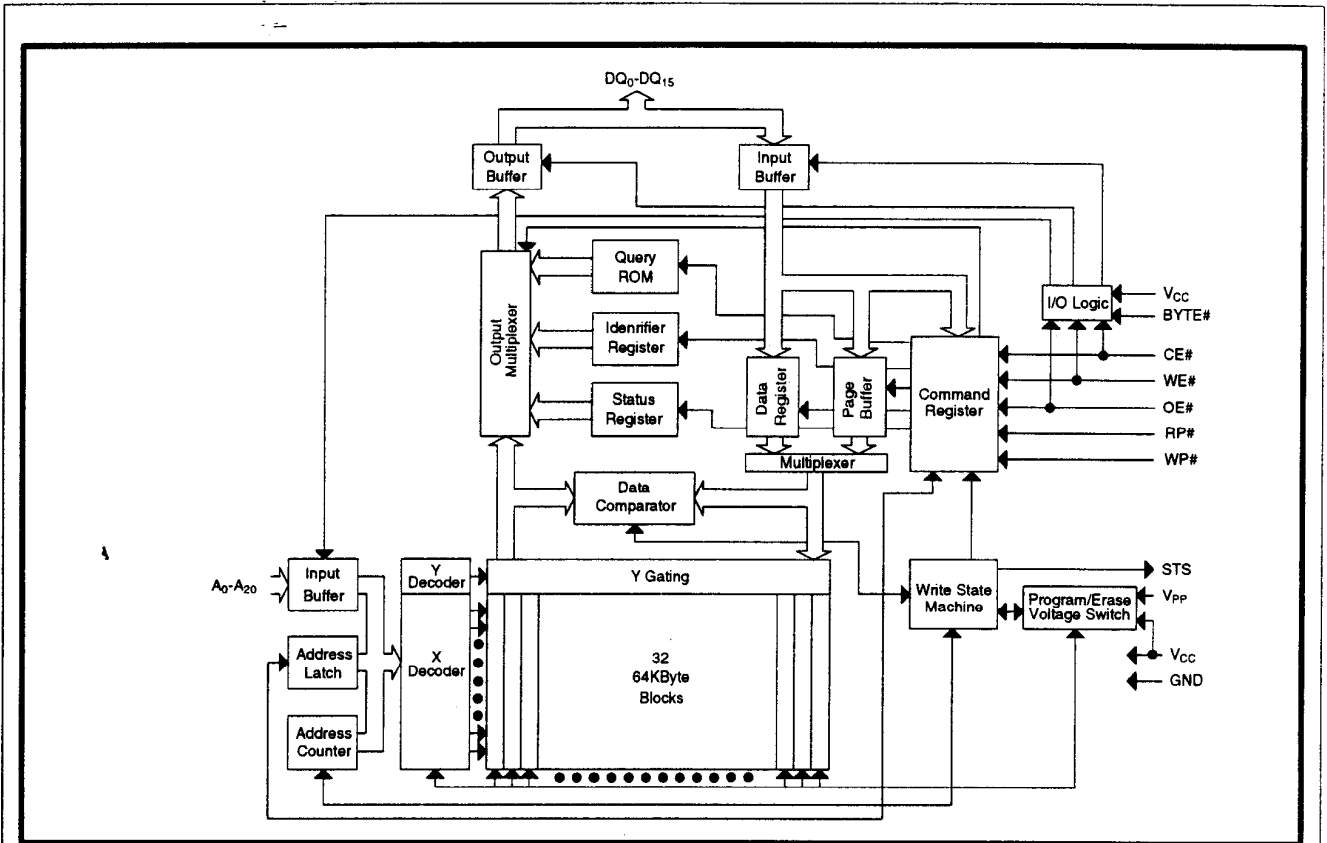 DQ0-DQ15
Output
Buffer
Input
Buffer
Query
ROM
I/O Logic
VCC
BYTE#
Output
Multiplexer
Idenrifier
Register
CE#
WE#
OE#
RP#
WP#
Data
Register
Page
Buffer
Command
Register
Status
Register
Multiplexer
Data
Comparator
A0-A20
Input
Buffer
Y
Decoder
Y Gating
Write State
Machine
STS
Program/Erase
Voltage Switch
VPP
VCC
GND
Address
Latch
X
Decoder
32
64KByte
Blocks
Address
Counter